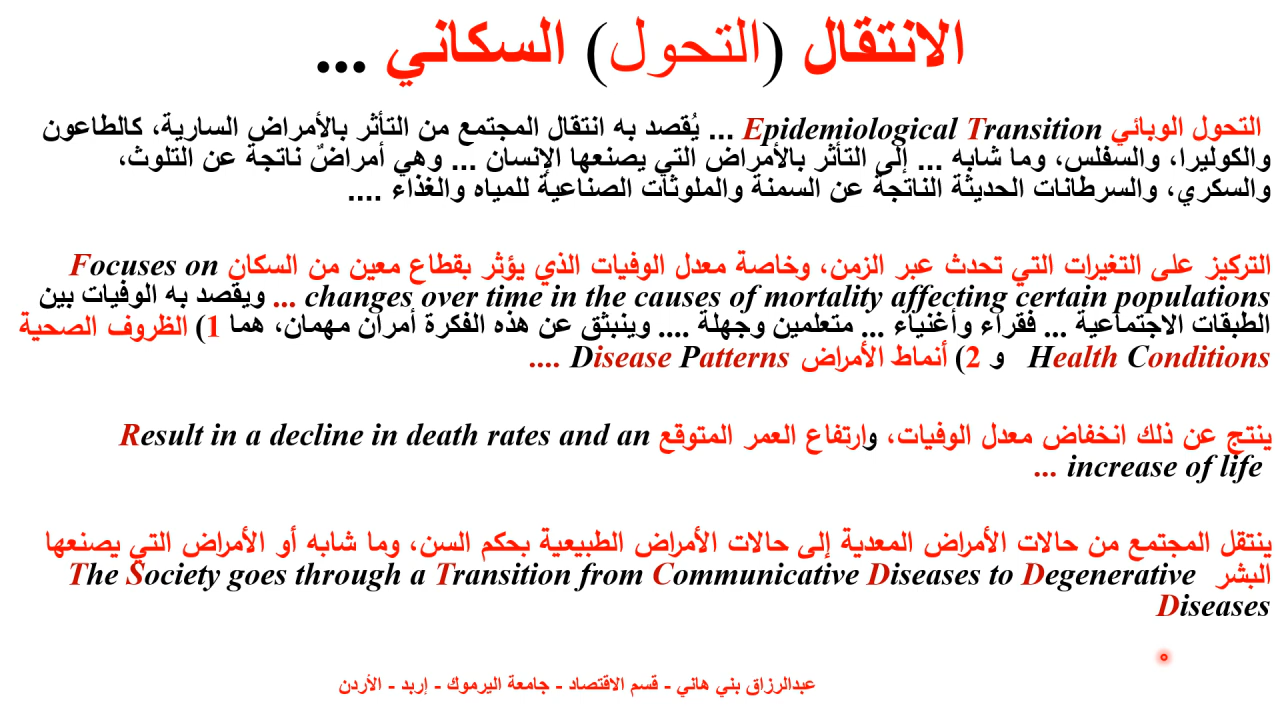 الانتقال (التحول) السكاني ...
التحول الوبائي Epidemiological Transition ... يُقصد به انتقال المجتمع من التأثر بالأمراض السارية، كالطاعون
والكوليرا، والسفلس، وما شابه ... إلى التأثر بالأمراض التي يصنعها الإنسان ... وهي أمراضٌ ناتجة عن التلوث،
والسكري، والسرطانات الحديثة الناتجة عن السمنة والملوثات الصناعية للمياه والغذاء ....
التركيز على التغيرات التي تحدث عبر الزمن، وخاصة معدل الوفيات الذي يؤثر بقطاع معين من السكان Focuses on
changes over time in the causes of mortality affecting certain populations ... ويقصد به الوفيات بين
الطبقات الاجتماعية ... فقراء وأغنياء ... متعلمين وجهلة .... وينبثق عن هذه الفكرة أمران مهمان، هما 1) الظروف الصحية
Health Conditions و 2) أنماط الأمراض Disease Patterns ....
ينتج عن ذلك انخفاض معدل الوفيات، وارتفاع العمر المتوقع Result in a decline in death rates and an
increase of life ...
ينتقل المجتمع من حالات الأمراض المعدية إلى حالات الأمراض الطبيعية بحكم السن، وما شابه أو الأمراض التي يصنعها
البشر The Society goes through a Transition from Communicative Diseases to Degenerative
Diseases
عبدالرزاق بني هاني - قسم الاقتصاد - جامعة اليرموك - إربد - الأردن